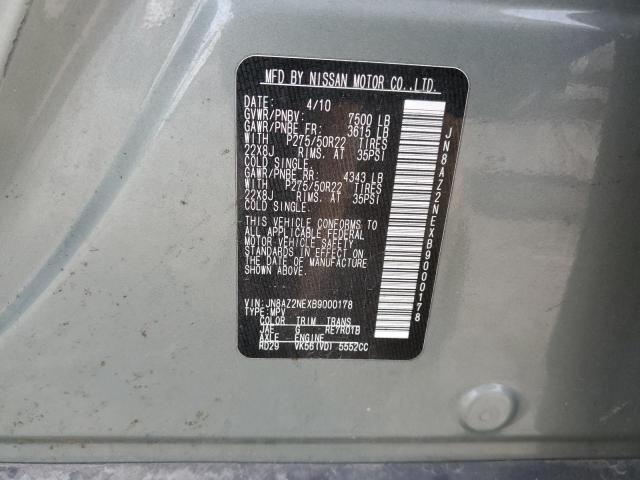 MFD BY NISSAN MOTOR CO.,LTD.
DATE: 4/10
GVWR/PNBV: 7500 LB
GAWR/PNBE FR: 3615 LB
WITH P275/50R22 TIRES
22X8J RIMS, AT 35PSI
COLD SINGLE
GAWR/PNBE RR: 4343 LB
WITH P275/50R22 TIRES
22X8J RIMS, AT 35PSI
COLD SINGLE
THIS VEHICLE CONFORMS TO
ALL APPLICABLE FEDERAL
MOTOR VEHICLE SAFETY
STANDARDS IN EFFECT ON
THE DATE OF MANUFACTURE
SHOWN ABOVE.
VIN:JN8AZ2NEXB9000178
TYPE:MPV
COLOR TRIM TRANS
JAE G RE7R01B
AXLE ENGINE
RD29 VK56(VD) 5552CC
JN8AZ2NEXB9000178